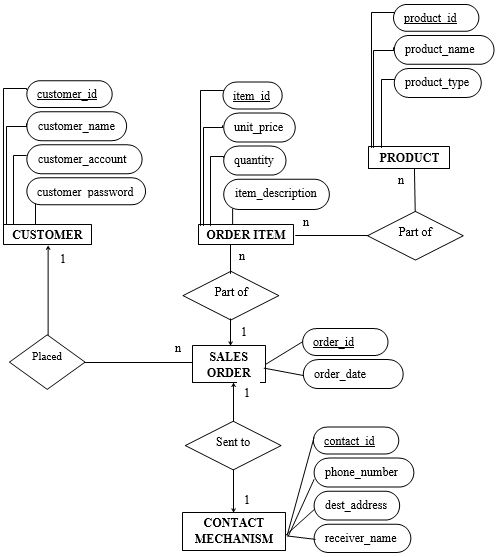 product_id
product_name
product_type
PRODUCT
n
Part of
customer_id
customer_name
customer_account
customer_password
CUSTOMER
1
item_id
unit_price
quantity
item_description
ORDER ITEM
n
n
Part of
1
Placed
n
SALES
ORDER
order_id
order_date
1
Sent to
1
CONTACT
MECHANISM
contact_id
phone_number
dest_address
receiver_name